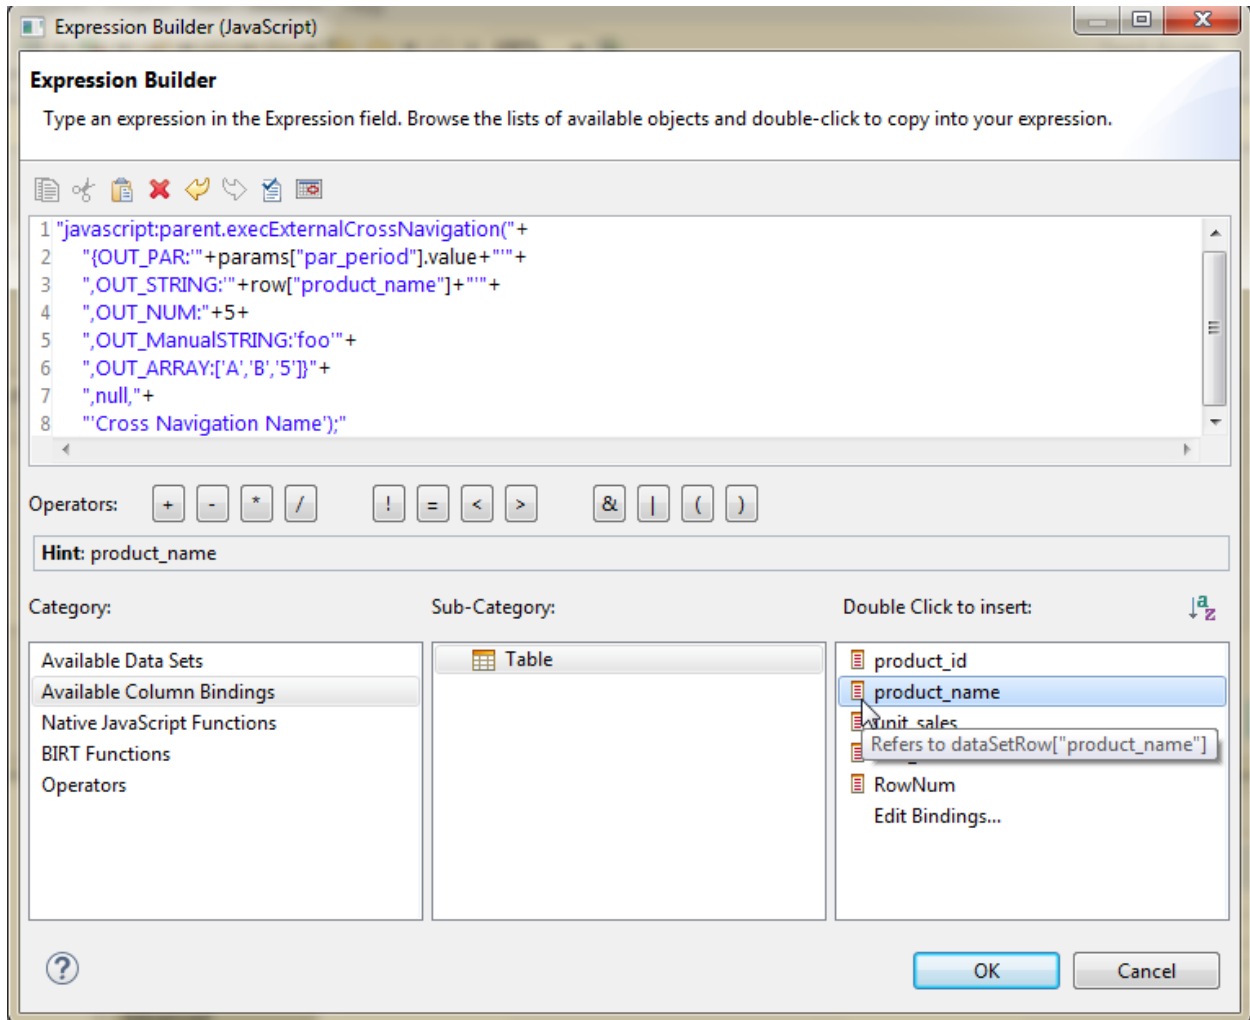 Expression Builder (JavaScript)
Expression Builder
Type an expression in the Expression field. Browse the lists of available objects and double-click to copy into your expression.
1 "javascript:parent.execExternalCrossNavigation("+
2 "{OUT_PAR:'"+params["par_period"].value+"'"+
3 ",OUT_STRING:'"+row["product_name"]+"'"+
4 ",OUT_NUM:"+5+
5 ",OUT_ManualSTRING:'foo'"+
6 ",OUT_ARRAY:['A','B','5']}"+
7 ",null,"+
8 "'Cross Navigation Name');"
Operators: + - * / ! = < > & | ( )
Hint: product_name
Category: Sub-Category: Double Click to insert:
Available Data Sets Table product_id
Available Column Bindings product_name
Native JavaScript Functions unit_sales
BIRT Functions Refers to dataSetRow["product_name"]
Operators RowNum
Edit Bindings...
OK Cancel